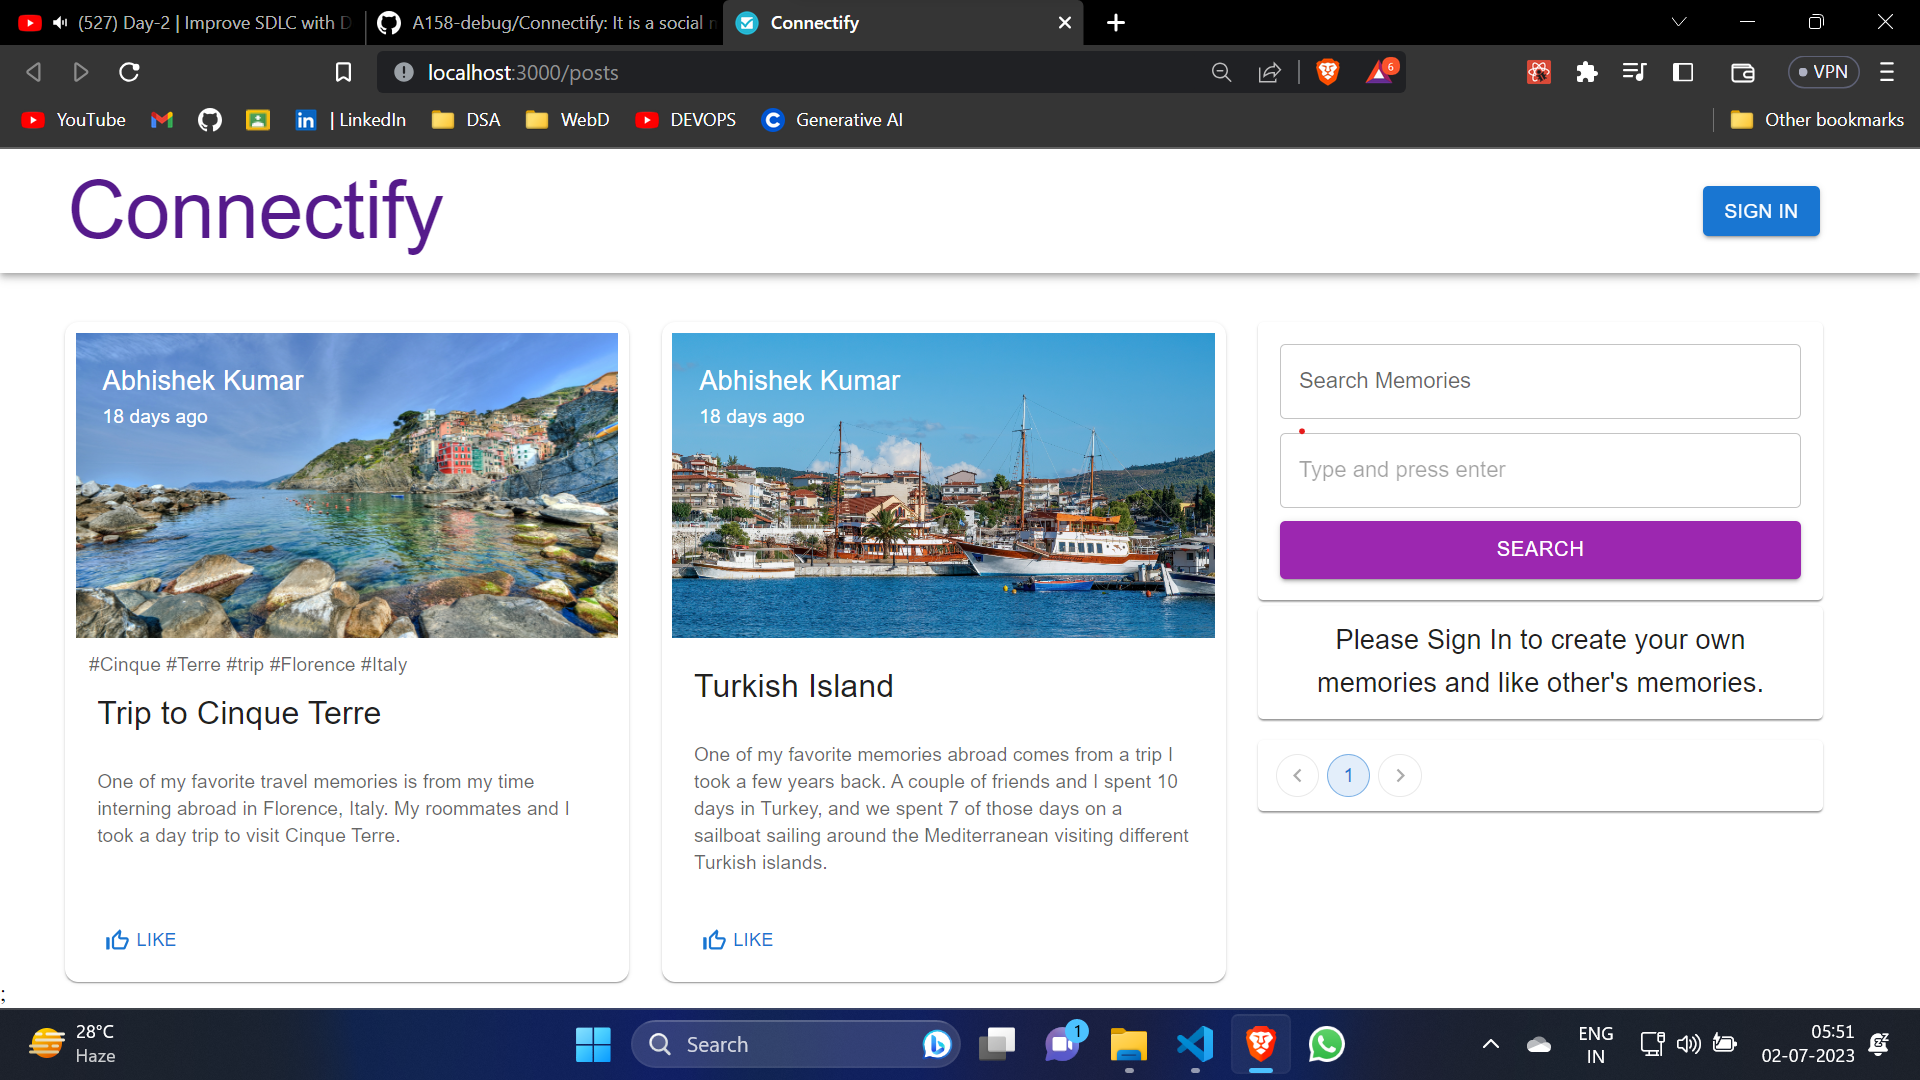 (527) Day-2 | Improve SDLC with D
A158-debug/Connectify: It is a social m
Connectify
localhost:3000/posts
6
VPN
YouTube
| LinkedIn
DSA
WebD
DEVOPS
Generative AI
Other bookmarks
Connectify
SIGN IN
Abhishek Kumar
18 days ago
#Cinque #Terre #trip #Florence #Italy
Trip to Cinque Terre
One of my favorite travel memories is from my time
interning abroad in Florence, Italy. My roommates and I
took a day trip to visit Cinque Terre.
LIKE
Abhishek Kumar
18 days ago
Turkish Island
One of my favorite memories abroad comes from a trip I
took a few years back. A couple of friends and I spent 10
days in Turkey, and we spent 7 of those days on a
sailboat sailing around the Mediterranean visiting different
Turkish islands.
LIKE
Search Memories
Type and press enter
SEARCH
Please Sign In to create your own
memories and like other's memories.
1
;
28°C
Haze
Search
1
ENG
IN
05:51
02-07-2023